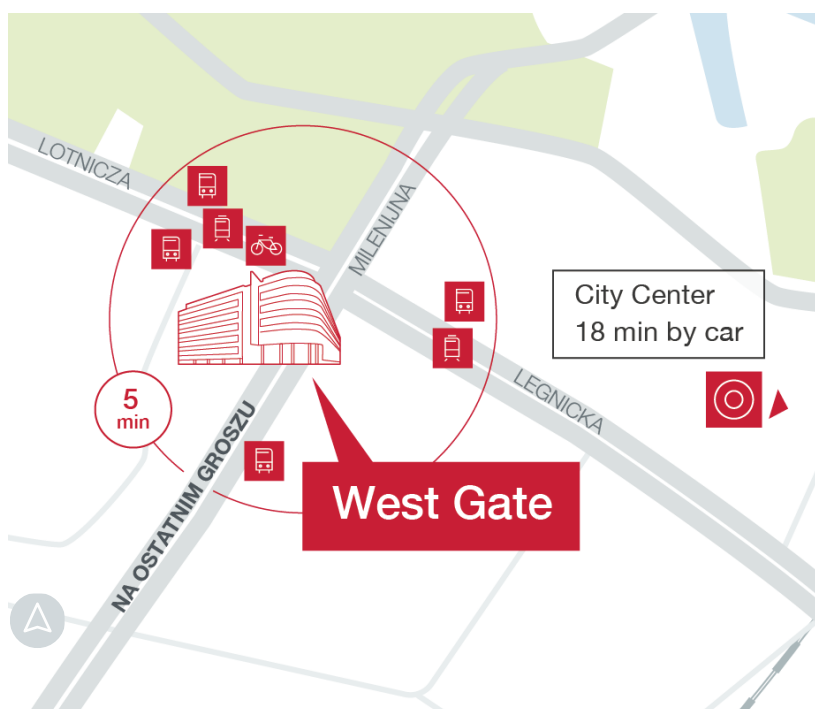 LOTNICZA
MILENIJNA
City Center
18 min by car
LEGNICKA
5
min
NA OSTATNIM GROSZU
West Gate